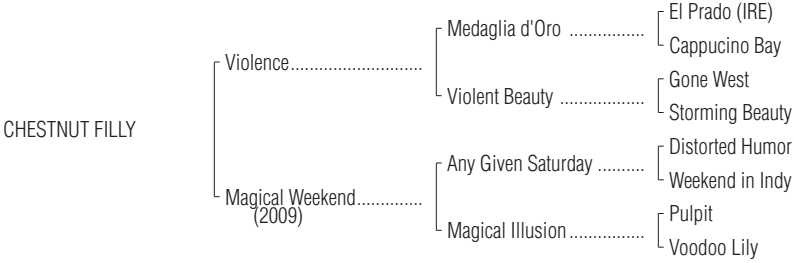 El Prado (IRE)
Medaglia d'Oro ................
Cappucino Bay
Violence............................
Gone West
Violent Beauty ..................
Storming Beauty
CHESTNUT FILLY
Distorted Humor
Any Given Saturday ..........
Weekend in Indy
Magical Weekend..............
(2009)
Pulpit
Magical Illusion................
Voodoo Lily